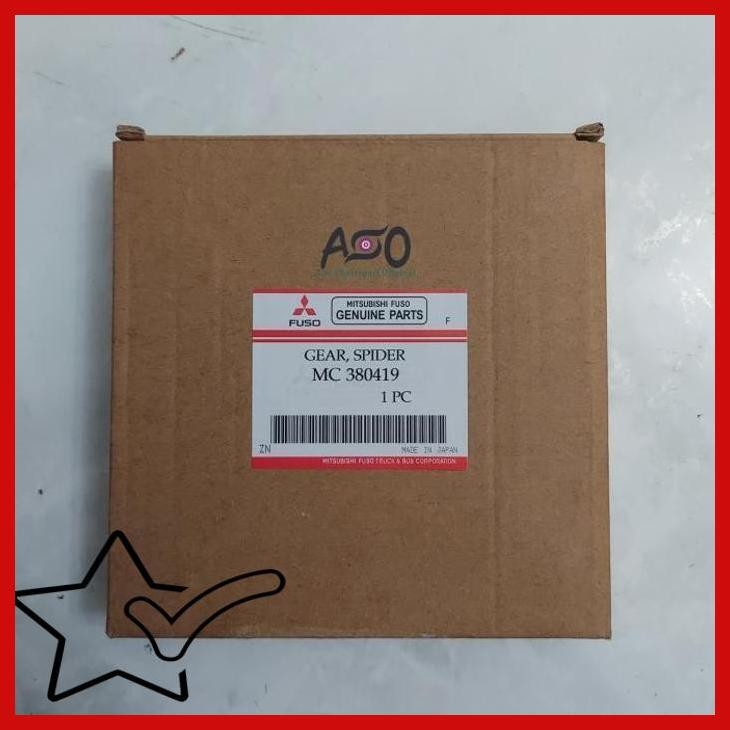 ASO
FUSO
MITSUBISHI FUSO
GENUINE PARTS
F
GEAR, SPIDER
MC 380419
1 PC
ZN
MADE IN JAPAN
MITSUBISHI FUSO TRUCK & BUS CORPORATION